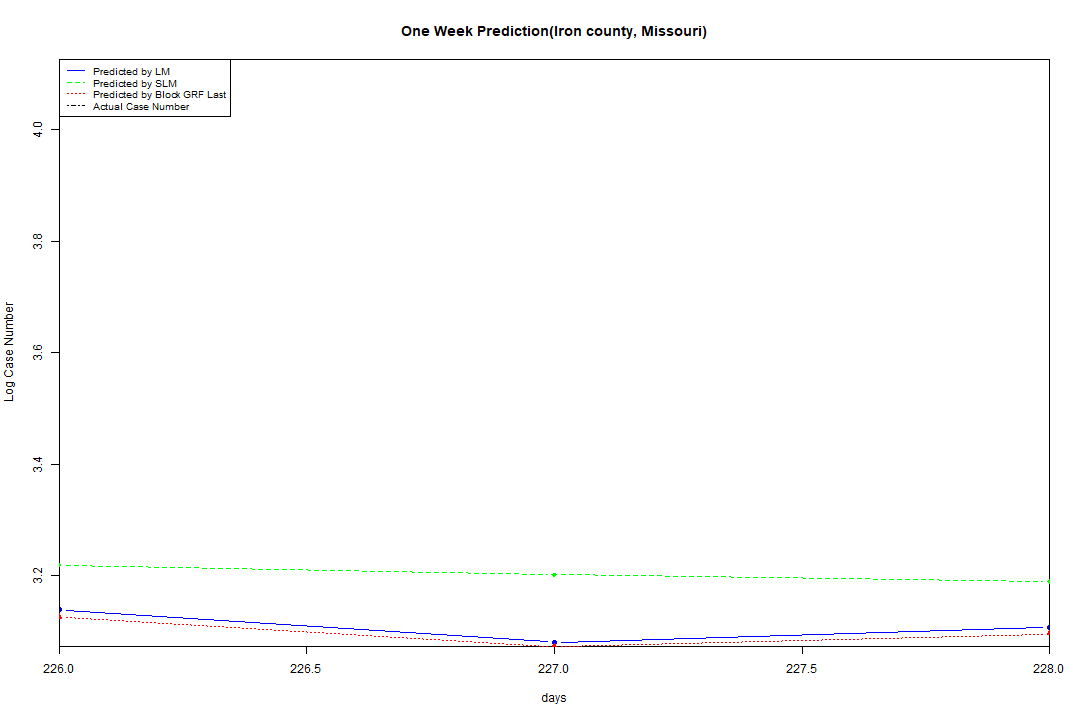 One Week Prediction(Iron county, Missouri)
Predicted by LM
Predicted by SLM
Predicted by Block GRF Last
Actual Case Number
Log Case Number
4.0
3.8
3.6
3.4
3.2
226.0 226.5 227.0 227.5 228.0
days